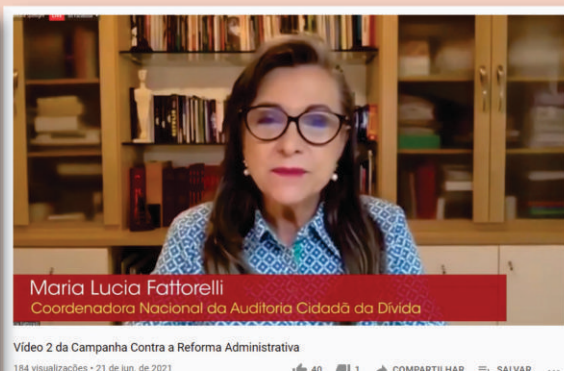 LIVE
Maria Lucia Fattorelli
Coordenadora Nacional da Auditoria Cidadã da Dívida
Vídeo 2 da Campanha Contra a Reforma Administrativa
184 visualizações • 21 de jun. de 2021 40 1 COMPARTILHAR SALVAR ...